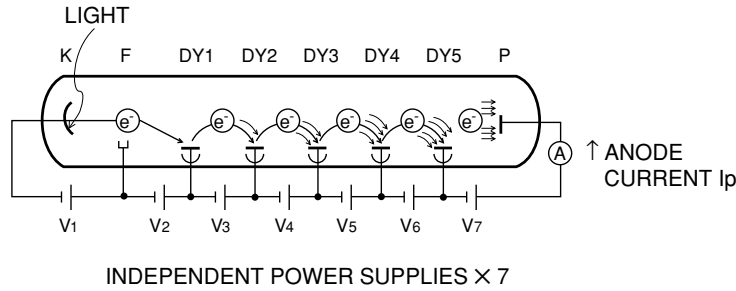 LIGHT
K F DY1 DY2 DY3 DY4 DY5 P
e- e- e- e- e- e-
A
↑ ANODE
CURRENT Ip
V1 V2 V3 V4 V5 V6 V7
INDEPENDENT POWER SUPPLIES × 7